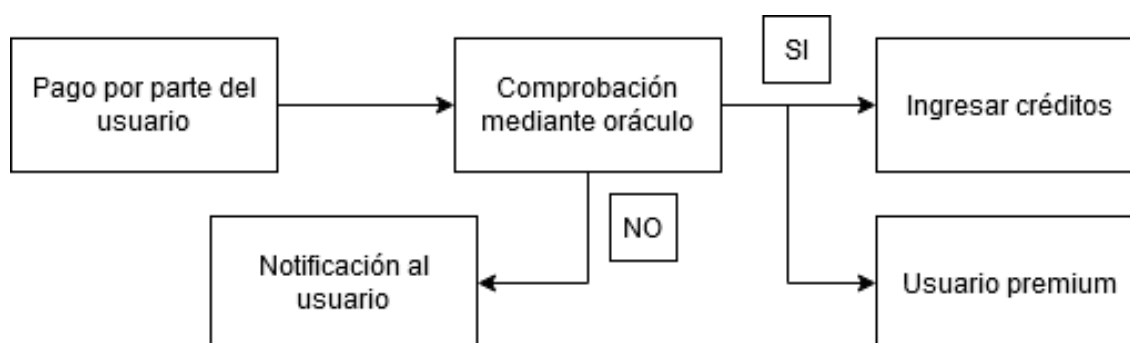 SI
Pago por parte del
usuario
Comprobación
mediante oráculo
Ingresar créditos
NO
Notificación al
usuario
Usuario premium